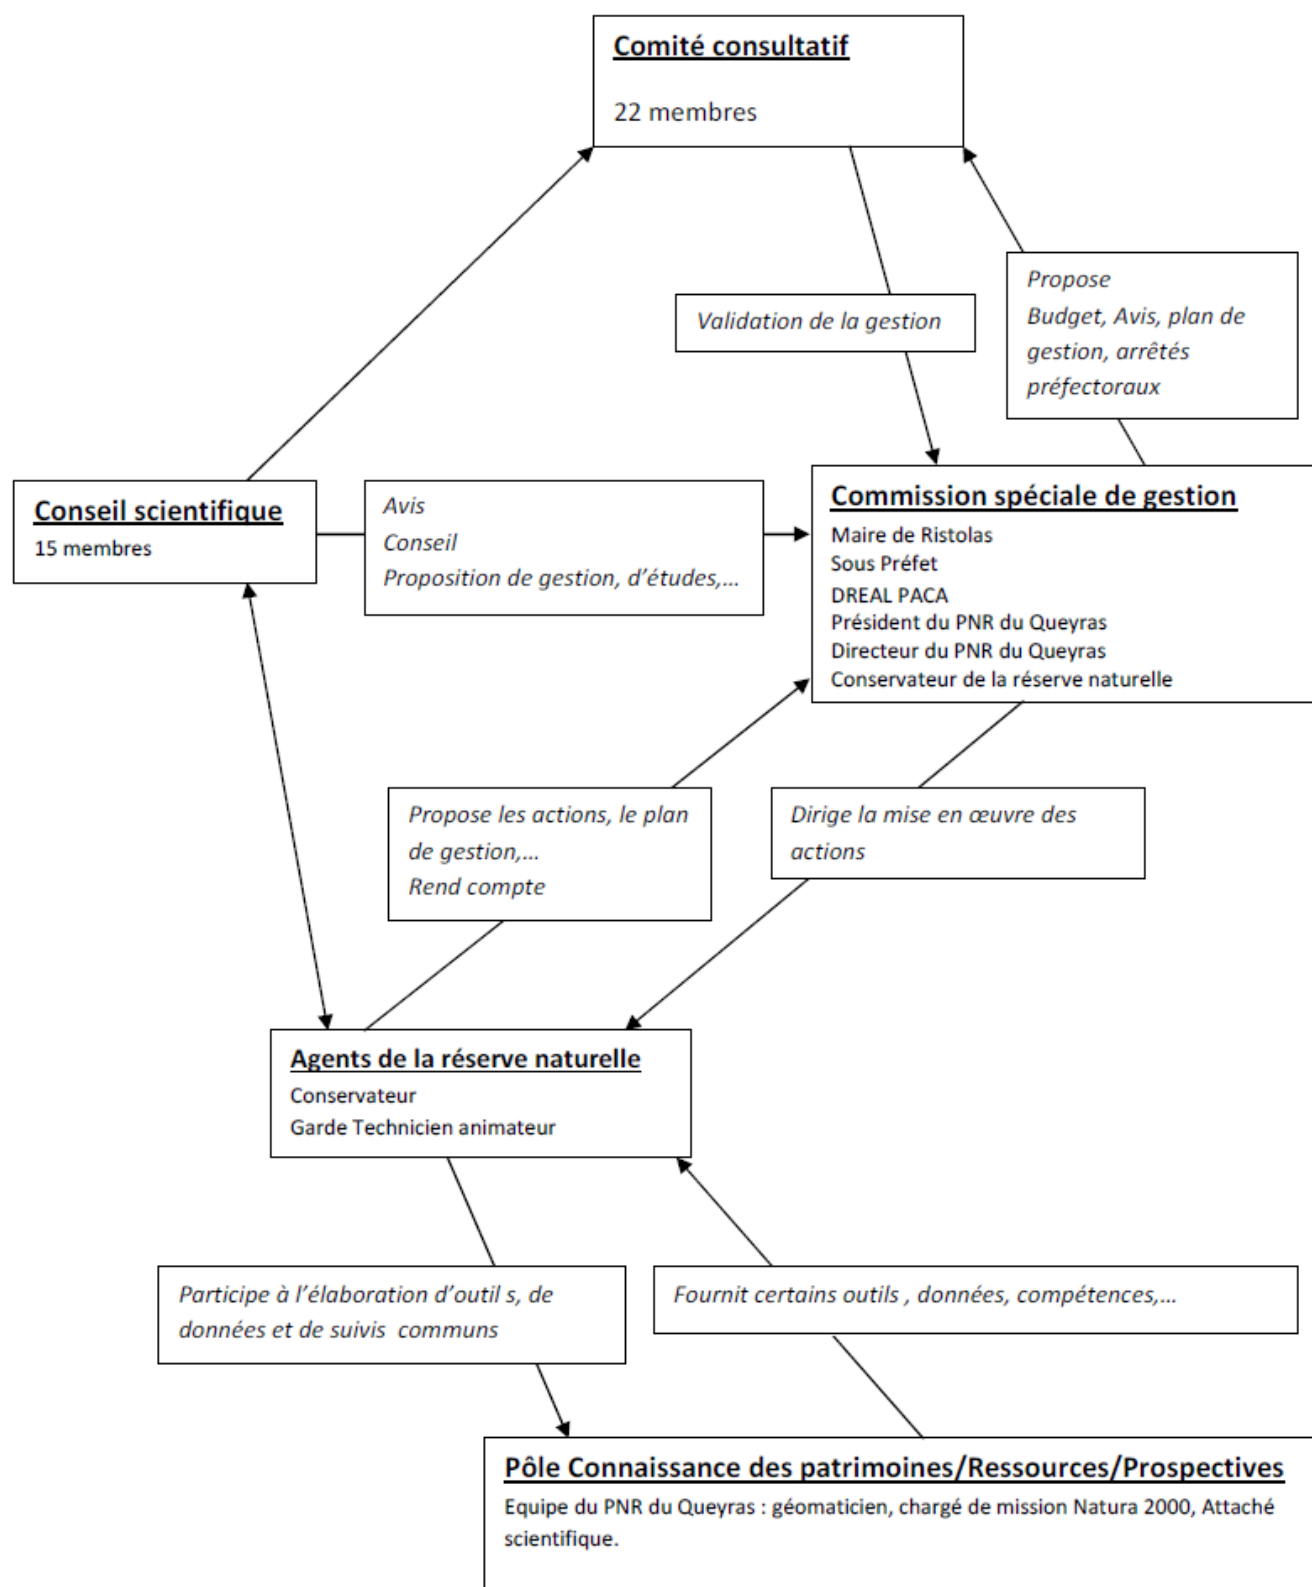 Comité consultatif
22 membres
Propose
Budget, Avis, plan de
gestion, arrêtés
préfectoraux
Validation de la gestion
Conseil scientifique
15 membres
Avis
Conseil
Proposition de gestion, d'études,...
Commission spéciale de gestion
Maire de Ristolas
Sous Préfet
DREAL PACA
Président du PNR du Queyras
Directeur du PNR du Queyras
Conservateur de la réserve naturelle
Propose les actions, le plan
de gestion,...
Rend compte
Dirige la mise en œuvre des
actions
Agents de la réserve naturelle
Conservateur
Garde Technicien animateur
Participe à l'élaboration d'outil s, de
données et de suivis  communs
Fournit certains outils , données, compétences,...
Pôle Connaissance des patrimoines/Ressources/Prospectives
Equipe du PNR du Queyras : géomaticien, chargé de mission Natura 2000, Attaché
scientifique.